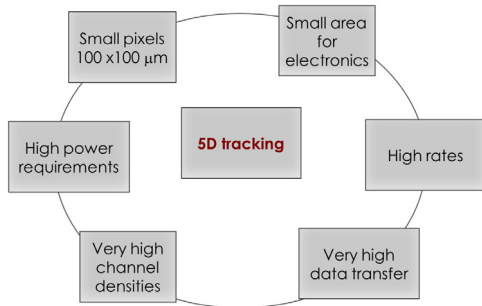 Small pixels
100 x100 μm
Small area
for
electronics
High power
requirements
5D tracking
High rates
Very high
channel
densities
Very high
data transfer